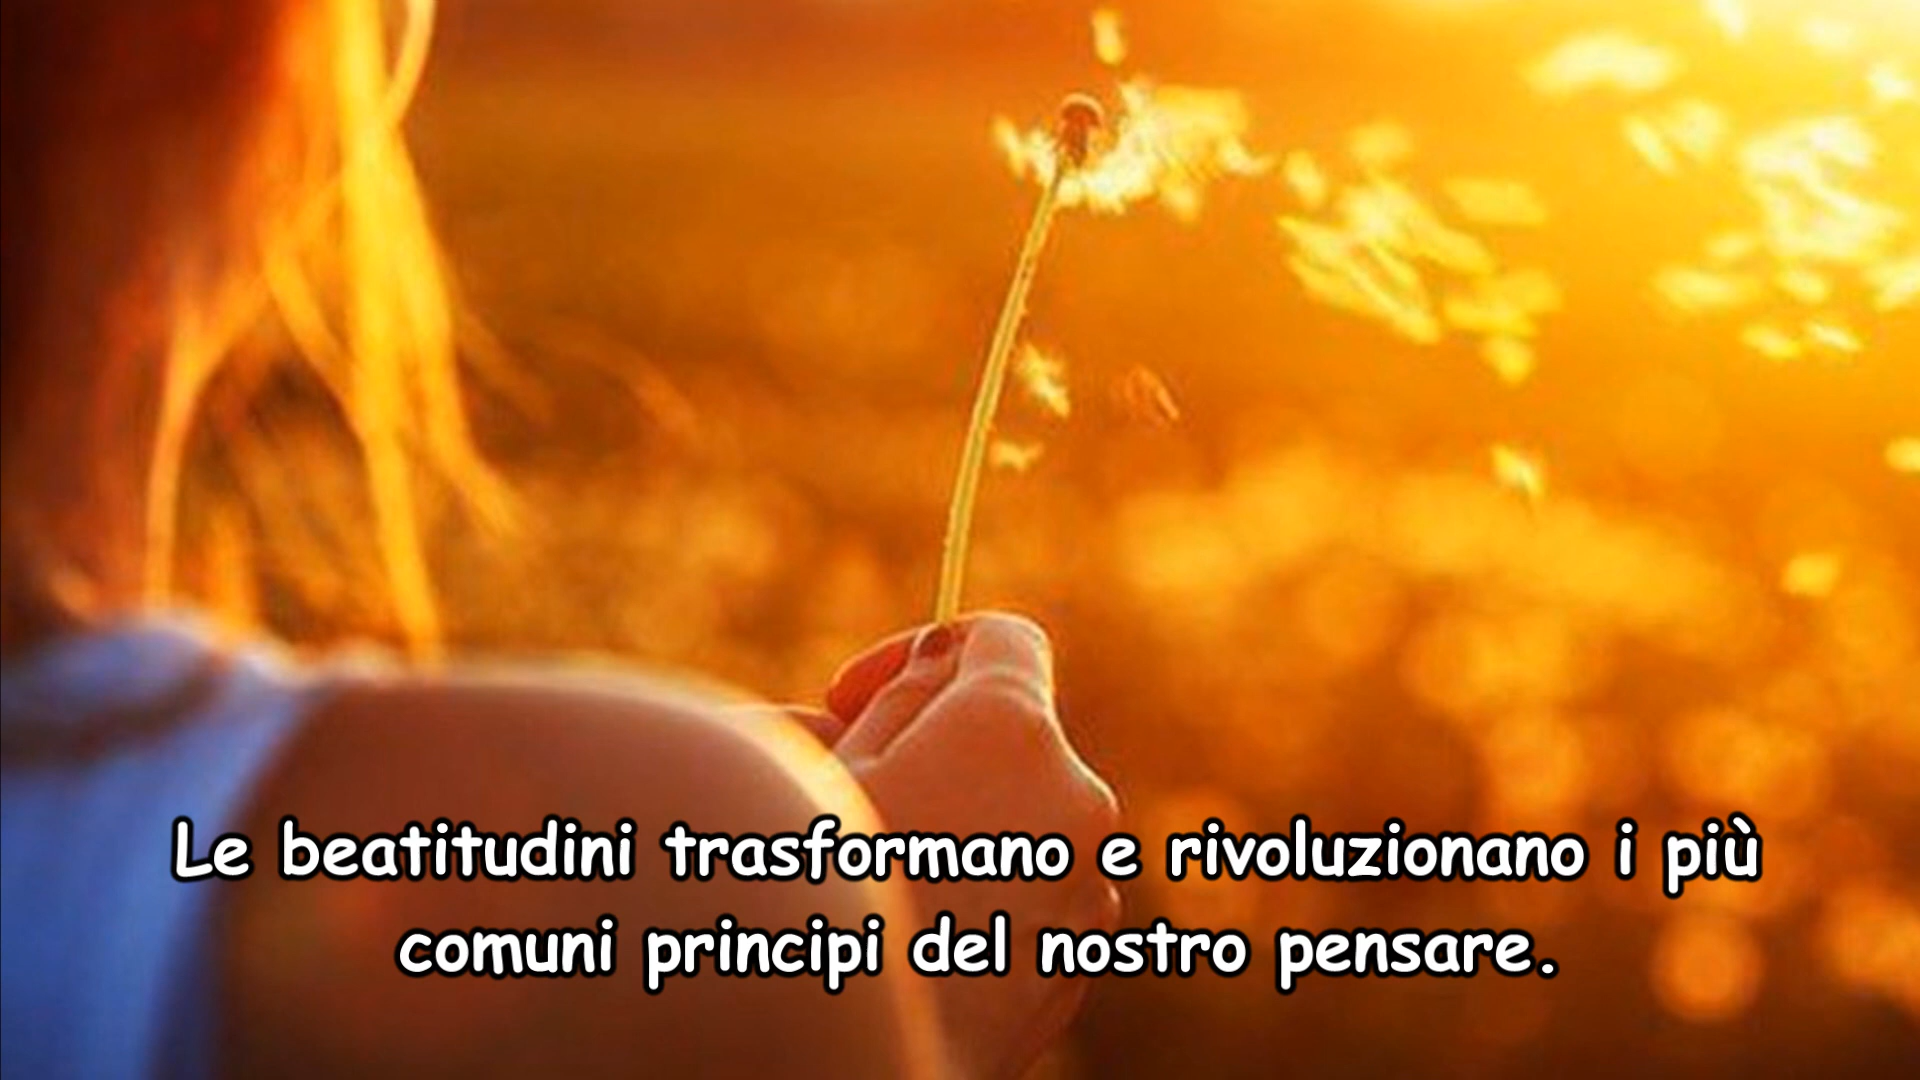 Le beatitudini trasformano e rivoluzionano i più
comuni principi del nostro pensare.